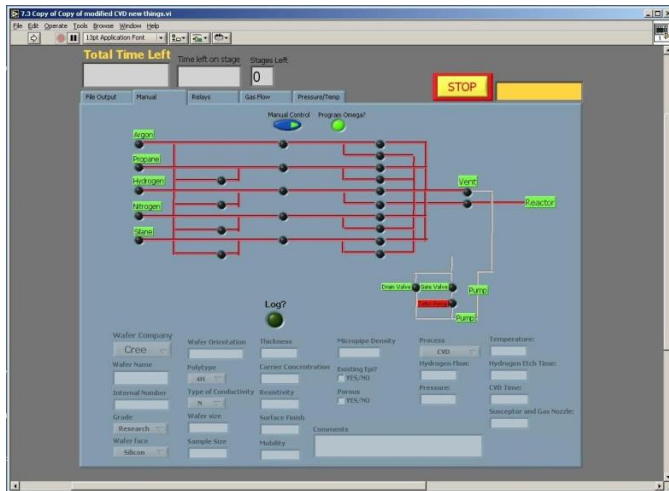 7.3 Copy of Copy of modified CVD new things.vi
File Edit Operate Tools Browse Window Help
13pt Application Font
Total Time Left
Time left on stage
Stages Left
0
STOP
File Output Manual Relays Gas Flow Pressure/Temp
Manual Control Program Omega?
Argon
Propane
Hydrogen
Nitrogen
Silane
Vent
Reactor
Drain Valve Gate Valve
Pump
Pump
Log?
Wafer Company
Cree
Wafer Name
Internal Number
Grade
Research
Wafer face
Silicon
Wafer Orientation
Polytype
4H
Type of Conductivity
N
Wafer size
Sample Size
Thickness
Carrier Concentration
Resistivity
Surface Finish
Mobility
Micropipe Density
Existing Epi?
YES/NO
Porous
YES/NO
Comments
Process
CVD
Hydrogen Flow:
Pressure:
Temperature:
Hydrogen Etch Time:
CVD Time:
Susceptor and Gas Nozzle: